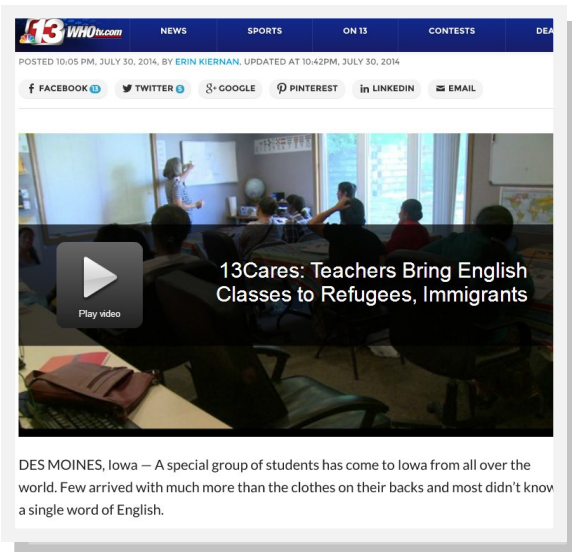 13 WHOtv.com NEWS SPORTS ON 13 CONTESTS DEA
POSTED 10:05 PM, JULY 30, 2014, BY ERIN KIERNAN, UPDATED AT 10:42PM, JULY 30, 2014
FACEBOOK 13 TWITTER 5 G+ GOOGLE PINTEREST in LINKEDIN EMAIL
13Cares: Teachers Bring English
Classes to Refugees, Immigrants
Play video
DES MOINES, Iowa — A special group of students has come to Iowa from all over the
world. Few arrived with much more than the clothes on their backs and most didn't know
a single word of English.